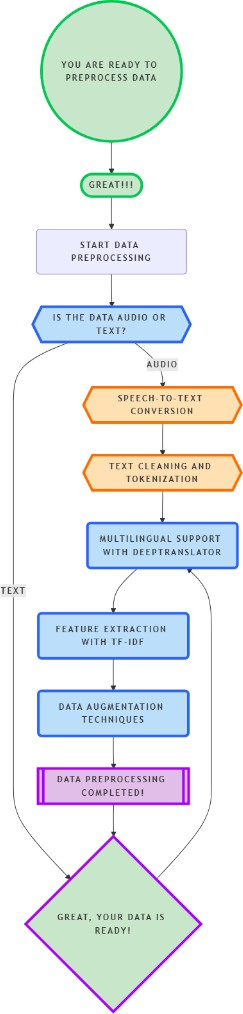 YOU ARE READY TO
PREPROCESS DATA
GREAT!!!
START DATA
PREPROCESSING
IS THE DATA AUDIO OR
TEXT?
AUDIO
SPEECH-TO-TEXT
CONVERSION
TEXT CLEANING AND
TOKENIZATION
MULTILINGUAL SUPPORT
WITH DEEPTRANSLATOR
TEXT
FEATURE EXTRACTION
WITH TF-IDF
DATA AUGMENTATION
TECHNIQUES
DATA PREPROCESSING
COMPLETED!
GREAT, YOUR DATA IS
READY!